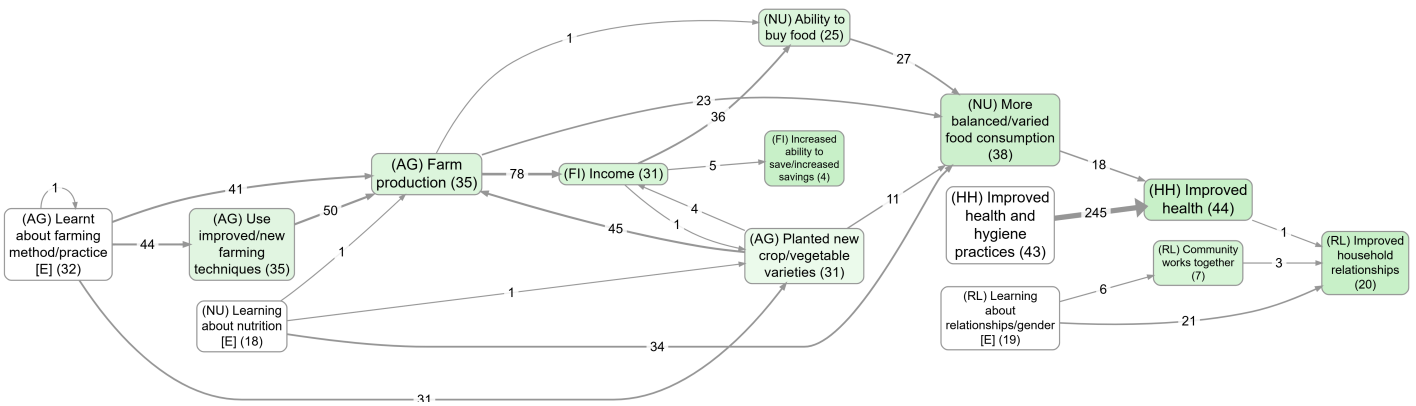 (NU) Ability to
buy food (25)
1
27
23
36
(NU) More
balanced/varied
food consumption
(38)
(FI) Increased
ability to
save/increased
savings (4)
(AG) Farm
production (35)
78
(FI) Income (31)
5
18
1
41
(HH) Improved
health (44)
(AG) Learnt
about farming
method/practice
[E] (32)
44
(AG) Use
improved/new
farming
techniques (35)
50
4
1
11
(HH) Improved
health and
hygiene
practices (43)
245
45
(AG) Planted new
crop/vegetable
varieties (31)
1
(RL) Improved
household
relationships
(20)
(RL) Community
works together
(7)
3
1
(NU) Learning
about nutrition
[E] (18)
1
6
(RL) Learning
about
relationships/gender
[E] (19)
21
34
31